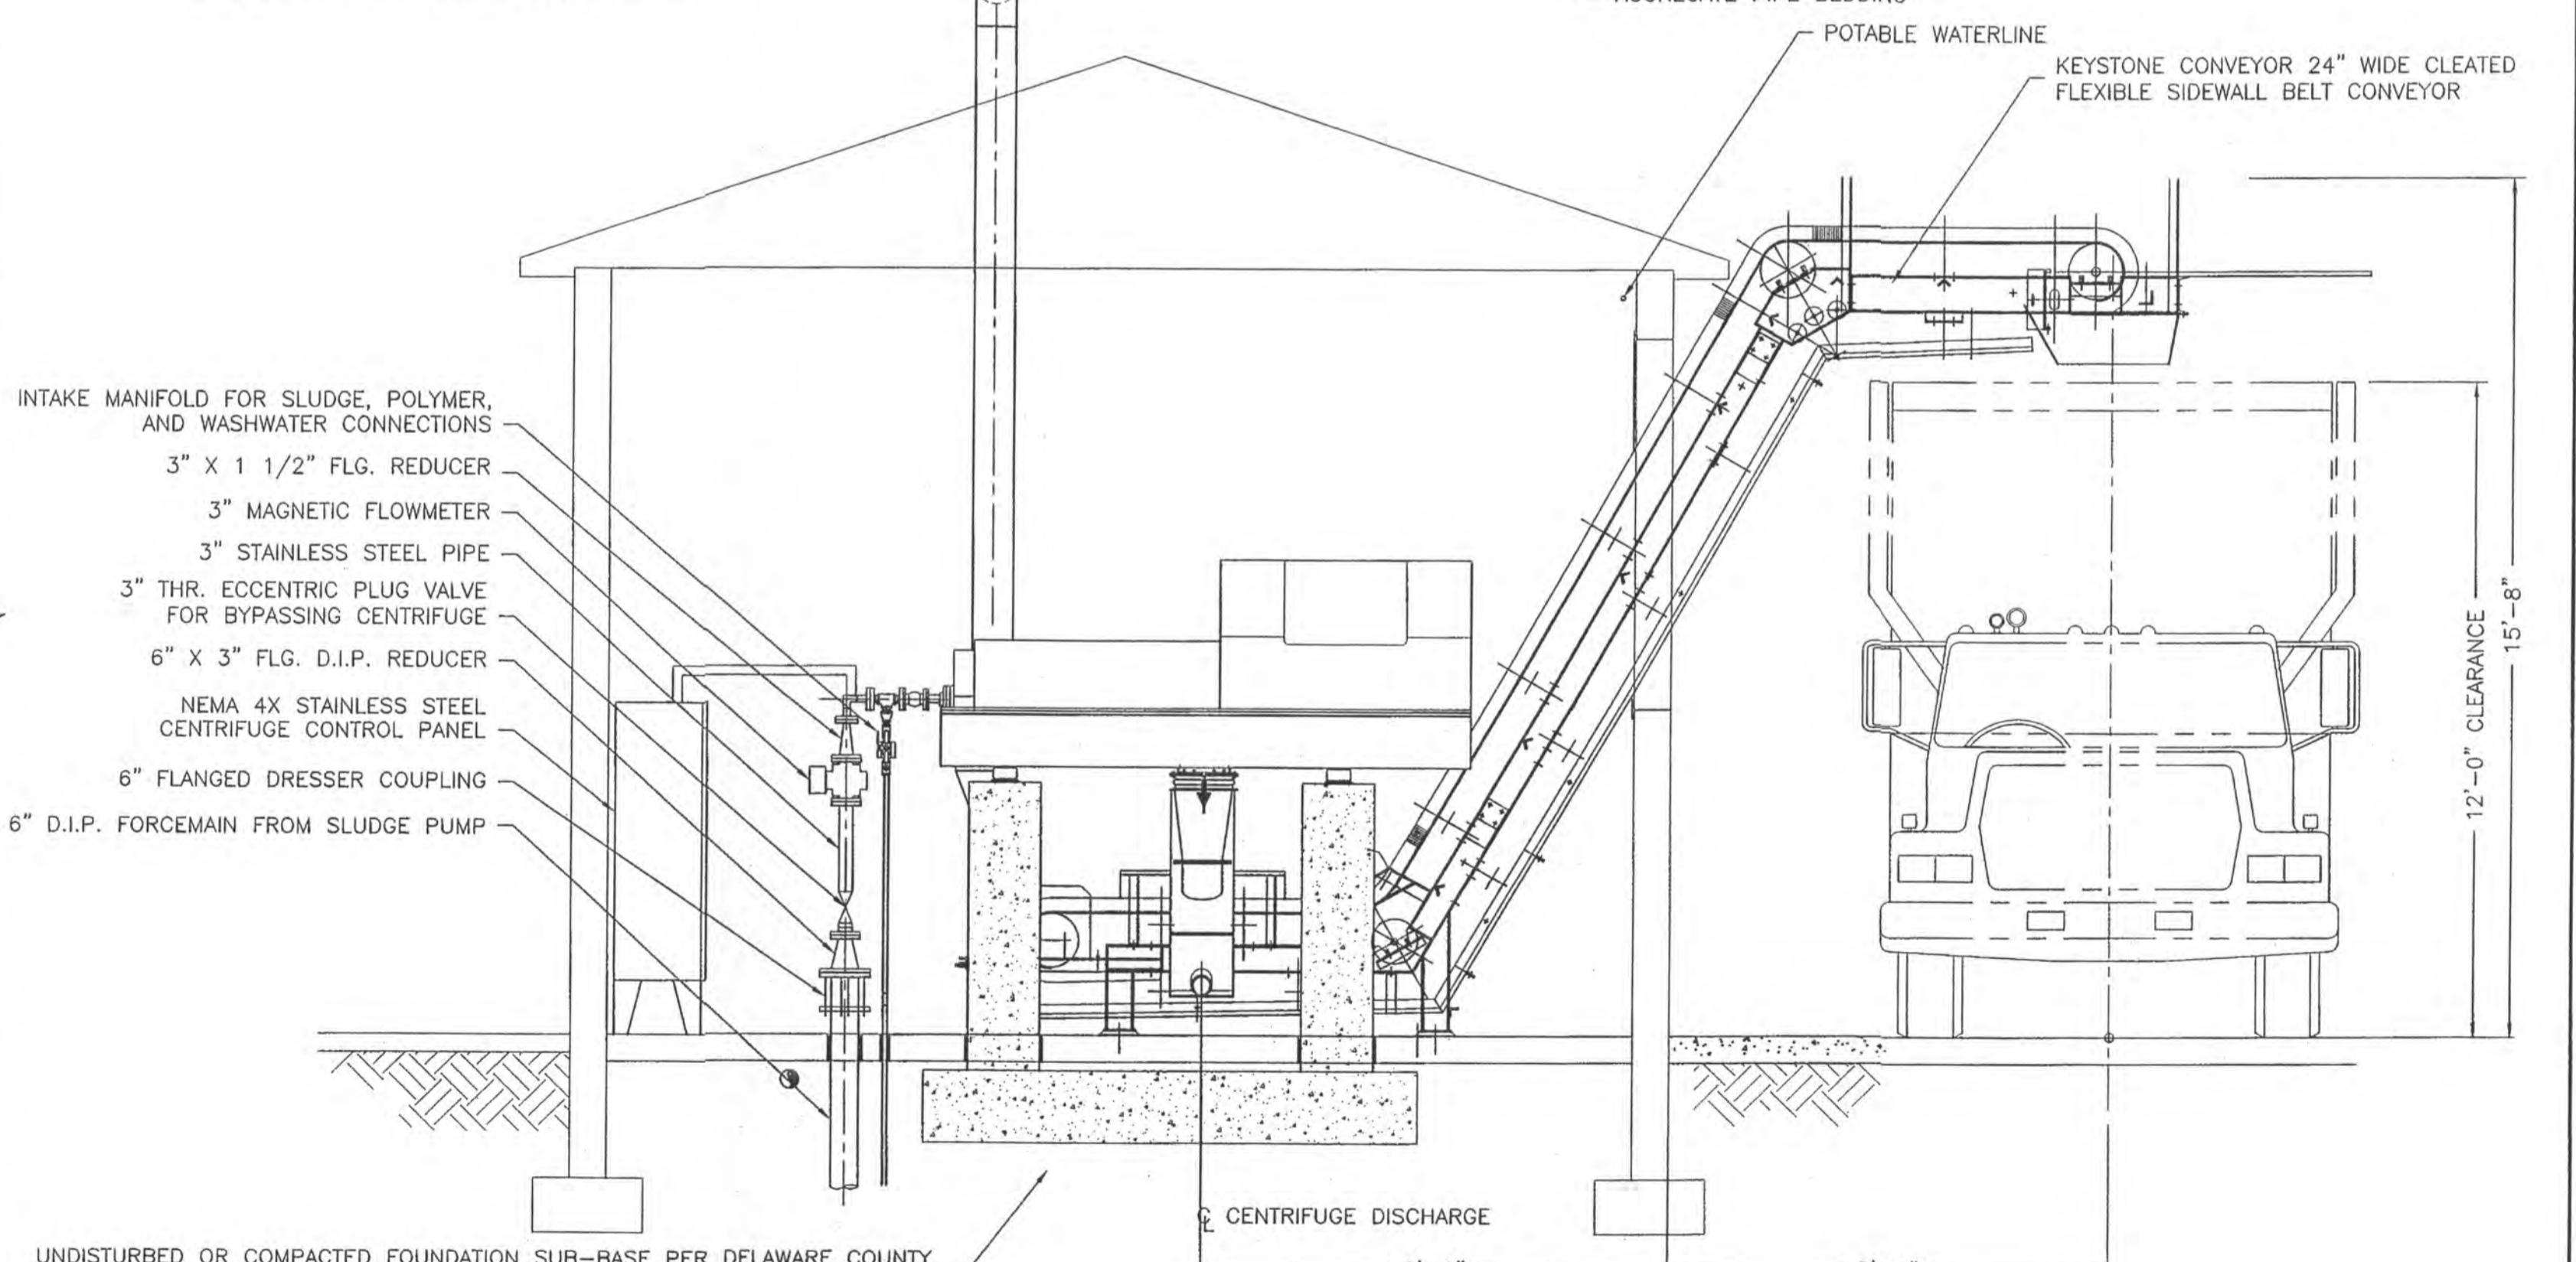 POTABLE WATERLINE
KEYSTONE CONVEYOR 24" WIDE CLEATED
FLEXIBLE SIDEWALL BELT CONVEYOR
INTAKE MANIFOLD FOR SLUDGE, POLYMER,
AND WASHWATER CONNECTIONS
3" X 1 1/2" FLG. REDUCER
3" MAGNETIC FLOWMETER
3" STAINLESS STEEL PIPE
3" THR. ECCENTRIC PLUG VALVE
FOR BYPASSING CENTRIFUGE
6" X 3" FLG. D.I.P. REDUCER
NEMA 4X STAINLESS STEEL
CENTRIFUGE CONTROL PANEL
6" FLANGED DRESSER COUPLING
6" D.I.P. FORCEMAIN FROM SLUDGE PUMP
12'-0" CLEARANCE
15'-8"
℄ CENTRIFUGE DISCHARGE
UNDISTURBED OR COMPACTED FOUNDATION SUB-BASE PER DELAWARE COUNTY